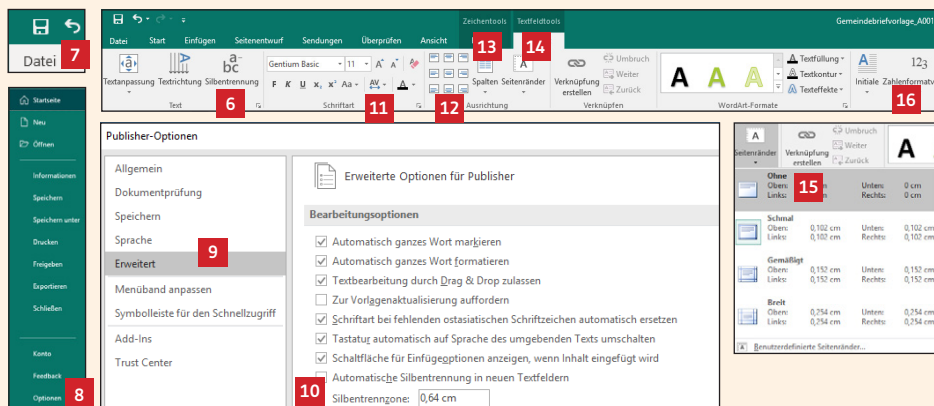 Datei
7
Startseite
Neu
Öffnen
Informationen
Speichern
Speichern unter
Drucken
Freigeben
Exportieren
Schließen
Konto
Feedback
Optionen 8
Zeichentools Textfeldtools Gemeindebriefvorlage_A001
Datei Start Einfügen Seitenentwurf Sendungen Überprüfen Ansicht 13 14
Gentium Basic 11 Umbruch Textfüllung 123
Textanpassung Textrichtung Silbentrennung Spalten Seitenränder Verknüpfung erstellen Weiter Textkontur Initiale Zahlenformatv
F K U x₂ x² Aa AV A Zurück Texteffekte
6 11 12 16
Text Schriftart Ausrichtung Verknüpfen WordArt-Formate
Publisher-Optionen
Allgemein
Dokumentprüfung
Speichern
Sprache
Erweitert 9
Menüband anpassen
Symbolleiste für den Schnellzugriff
Add-Ins
Trust Center
Erweiterte Optionen für Publisher
Bearbeitungsoptionen
Automatisch ganzes Wort markieren
Automatisch ganzes Wort formatieren
Textbearbeitung durch Drag & Drop zulassen
Zur Vorlagenaktualisierung auffordern
Schriftart bei fehlenden ostasiatischen Schriftzeichen automatisch ersetzen
Tastatur automatisch auf Sprache des umgebenden Texts umschalten
Schaltfläche für Einfügeoptionen anzeigen, wenn Inhalt eingefügt wird
Automatische Silbentrennung in neuen Textfeldern
10 Silbentrennzone: 0,64 cm
Seitenränder Verknüpfung erstellen Umbruch Weiter Zurück A
Ohne
Oben: 15 Unten: 0 cm
Links: Rechts: 0 cm
Schmal
Oben: 0,102 cm Unten: 0,102 cm
Links: 0,102 cm Rechts: 0,102 cm
Gemäßigt
Oben: 0,152 cm Unten: 0,152 cm
Links: 0,152 cm Rechts: 0,152 cm
Breit
Oben: 0,254 cm Unten: 0,254 cm
Links: 0,254 cm Rechts: 0,254 cm
Benutzerdefinierte Seitenränder...